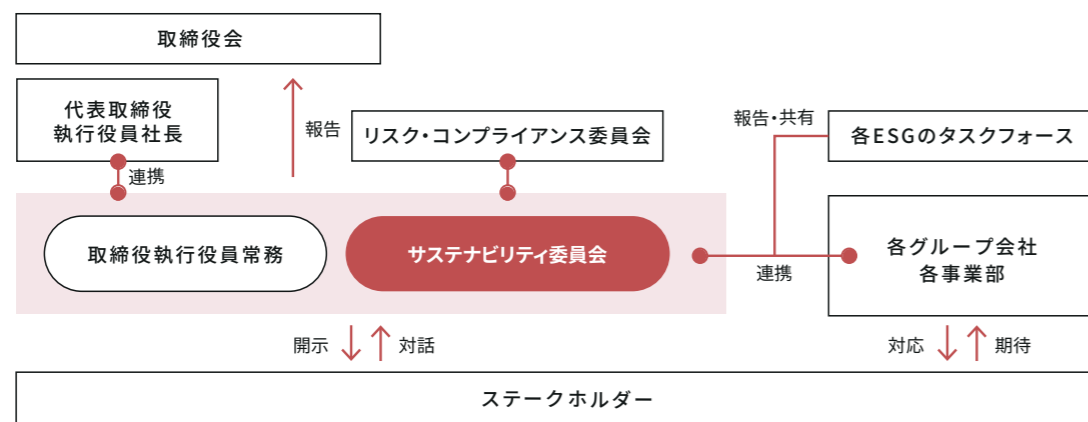 取締役会
代表取締役
執行役員社長
報告
リスク・コンプライアンス委員会
報告・共有
各ESGのタスクフォース
連携
取締役執行役員常務
サステナビリティ委員会
連携
各グループ会社
各事業部
開示
対話
対応
期待
ステークホルダー